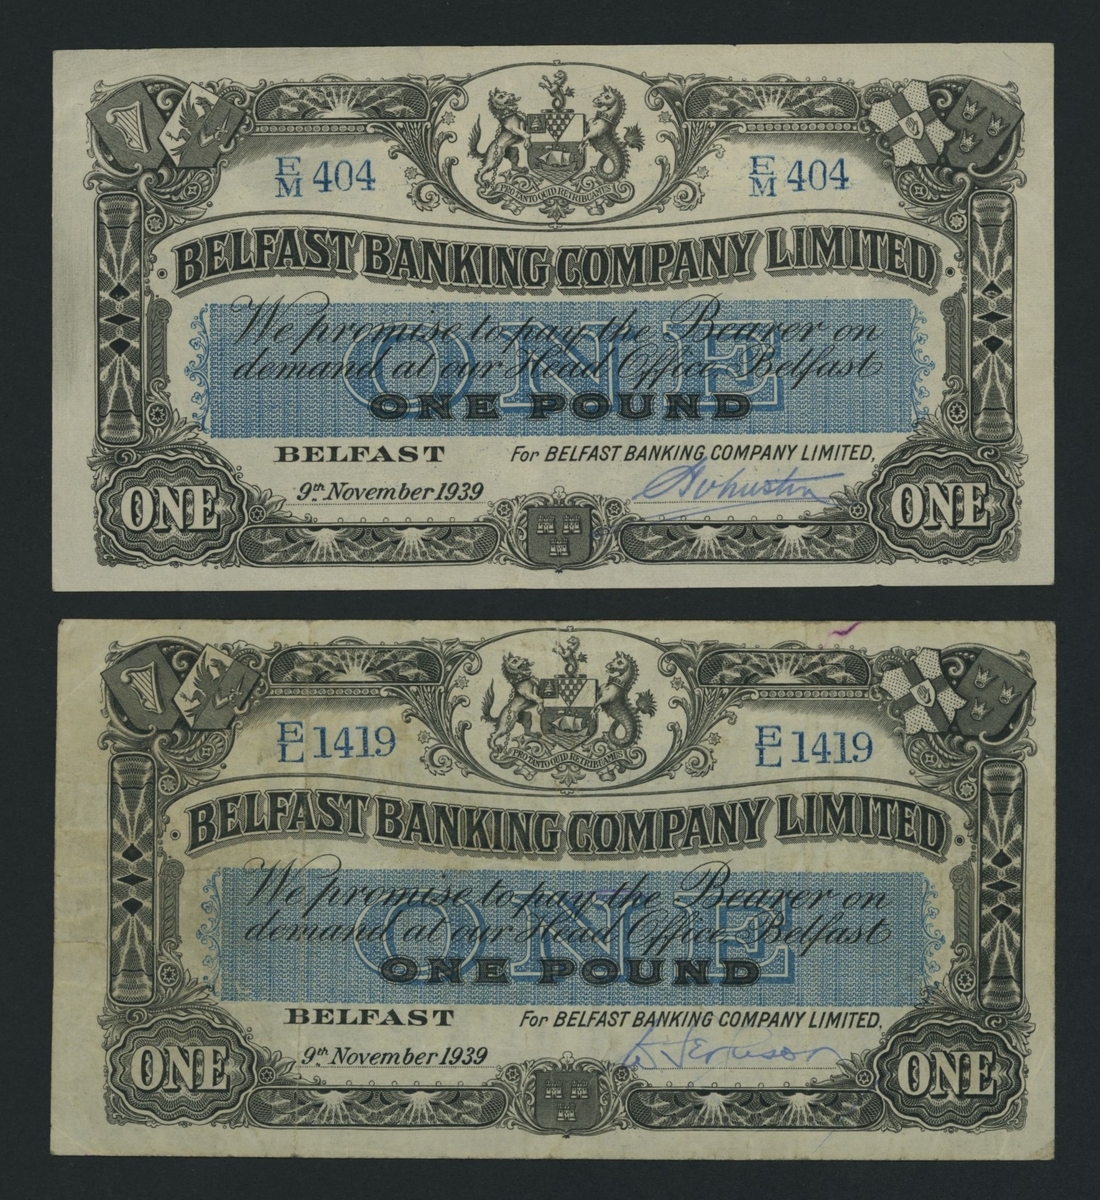 E/M 404 E/M 404
PRO TANTO QUID RETRIBUAMUS
BELFAST BANKING COMPANY LIMITED
ONE
We promise to pay the Bearer on
demand at our Head Office Belfast
ONE POUND
BELFAST For BELFAST BANKING COMPANY LIMITED,
9th November 1939
ONE ONE
E/L 1419 E/L 1419
PRO TANTO QUID RETRIBUAMUS
BELFAST BANKING COMPANY LIMITED
ONE
We promise to pay the Bearer on
demand at our Head Office Belfast
ONE POUND
BELFAST For BELFAST BANKING COMPANY LIMITED,
9th November 1939
ONE ONE